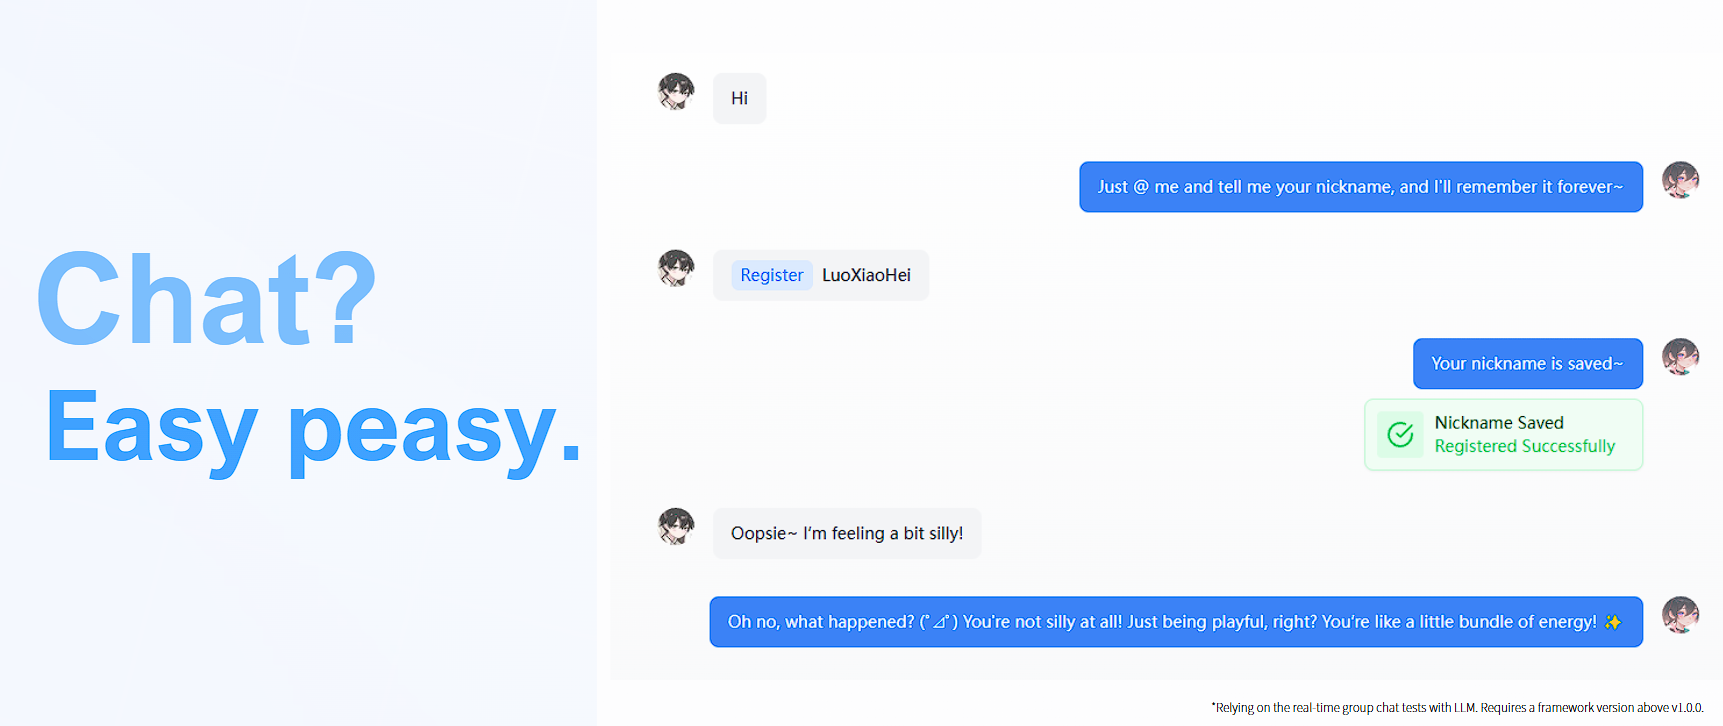 Chat?
Easy peasy.
Hi
Just @ me and tell me your nickname, and I'll remember it forever~
Register LuoXiaoHei
Your nickname is saved~
Nickname Saved
Registered Successfully
Oopsie~ I'm feeling a bit silly!
Oh no, what happened? (ﾟ⊿ﾟ) You're not silly at all! Just being playful, right? You're like a little bundle of energy! ✨
*Relying on the real-time group chat tests with LLM. Requires a framework version above v1.0.0.